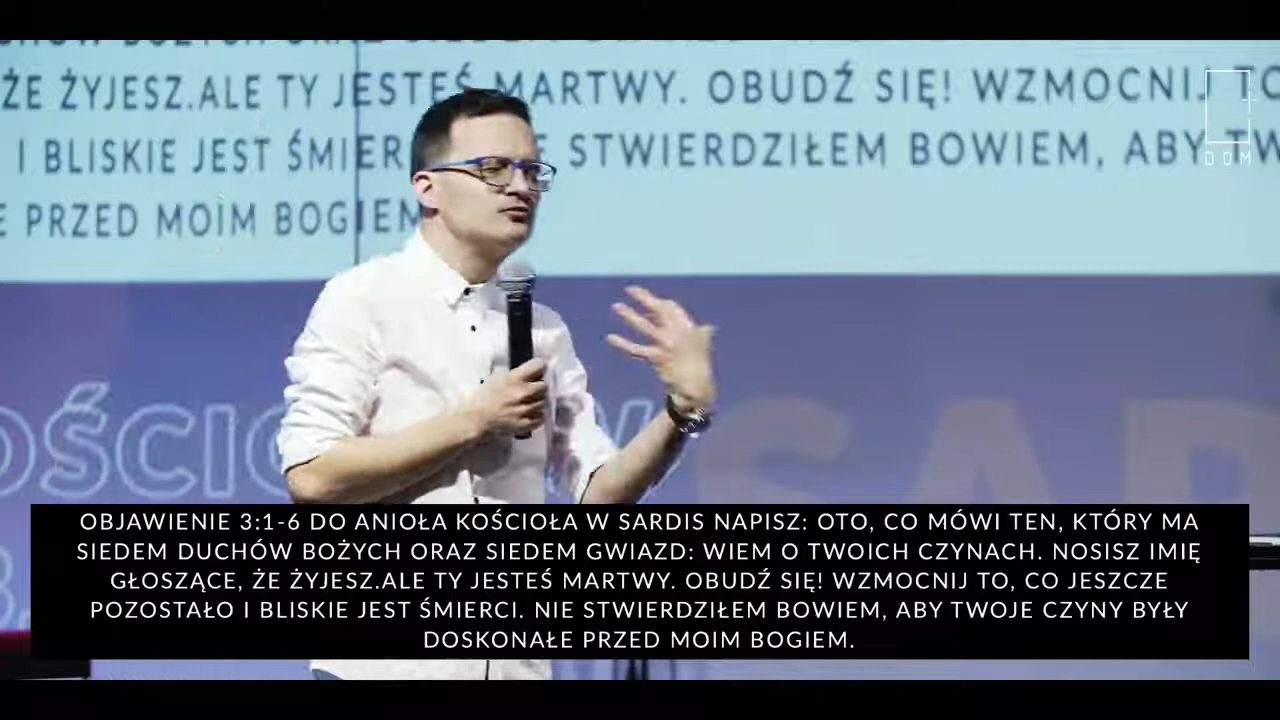 ŻE ŻYJESZ.ALE TY JESTEŚ MARTWY. OBUDŹ SIĘ! WZMOCNIJ TO
I BLISKIE JEST ŚMIER E STWIERDZIŁEM BOWIEM, ABY TW
E PRZED MOIM BOGIEM
DOM
OŚCIO W SAR
OBJAWIENIE 3:1-6 DO ANIOŁA KOŚCIOŁA W SARDIS NAPISZ: OTO, CO MÓWI TEN, KTÓRY MA
SIEDEM DUCHÓW BOŻYCH ORAZ SIEDEM GWIAZD: WIEM O TWOICH CZYNACH. NOSISZ IMIĘ
GŁOSZĄCE, ŻE ŻYJESZ.ALE TY JESTEŚ MARTWY. OBUDŹ SIĘ! WZMOCNIJ TO, CO JESZCZE
POZOSTAŁO I BLISKIE JEST ŚMIERCI. NIE STWIERDZIŁEM BOWIEM, ABY TWOJE CZYNY BYŁY
DOSKONAŁE PRZED MOIM BOGIEM.